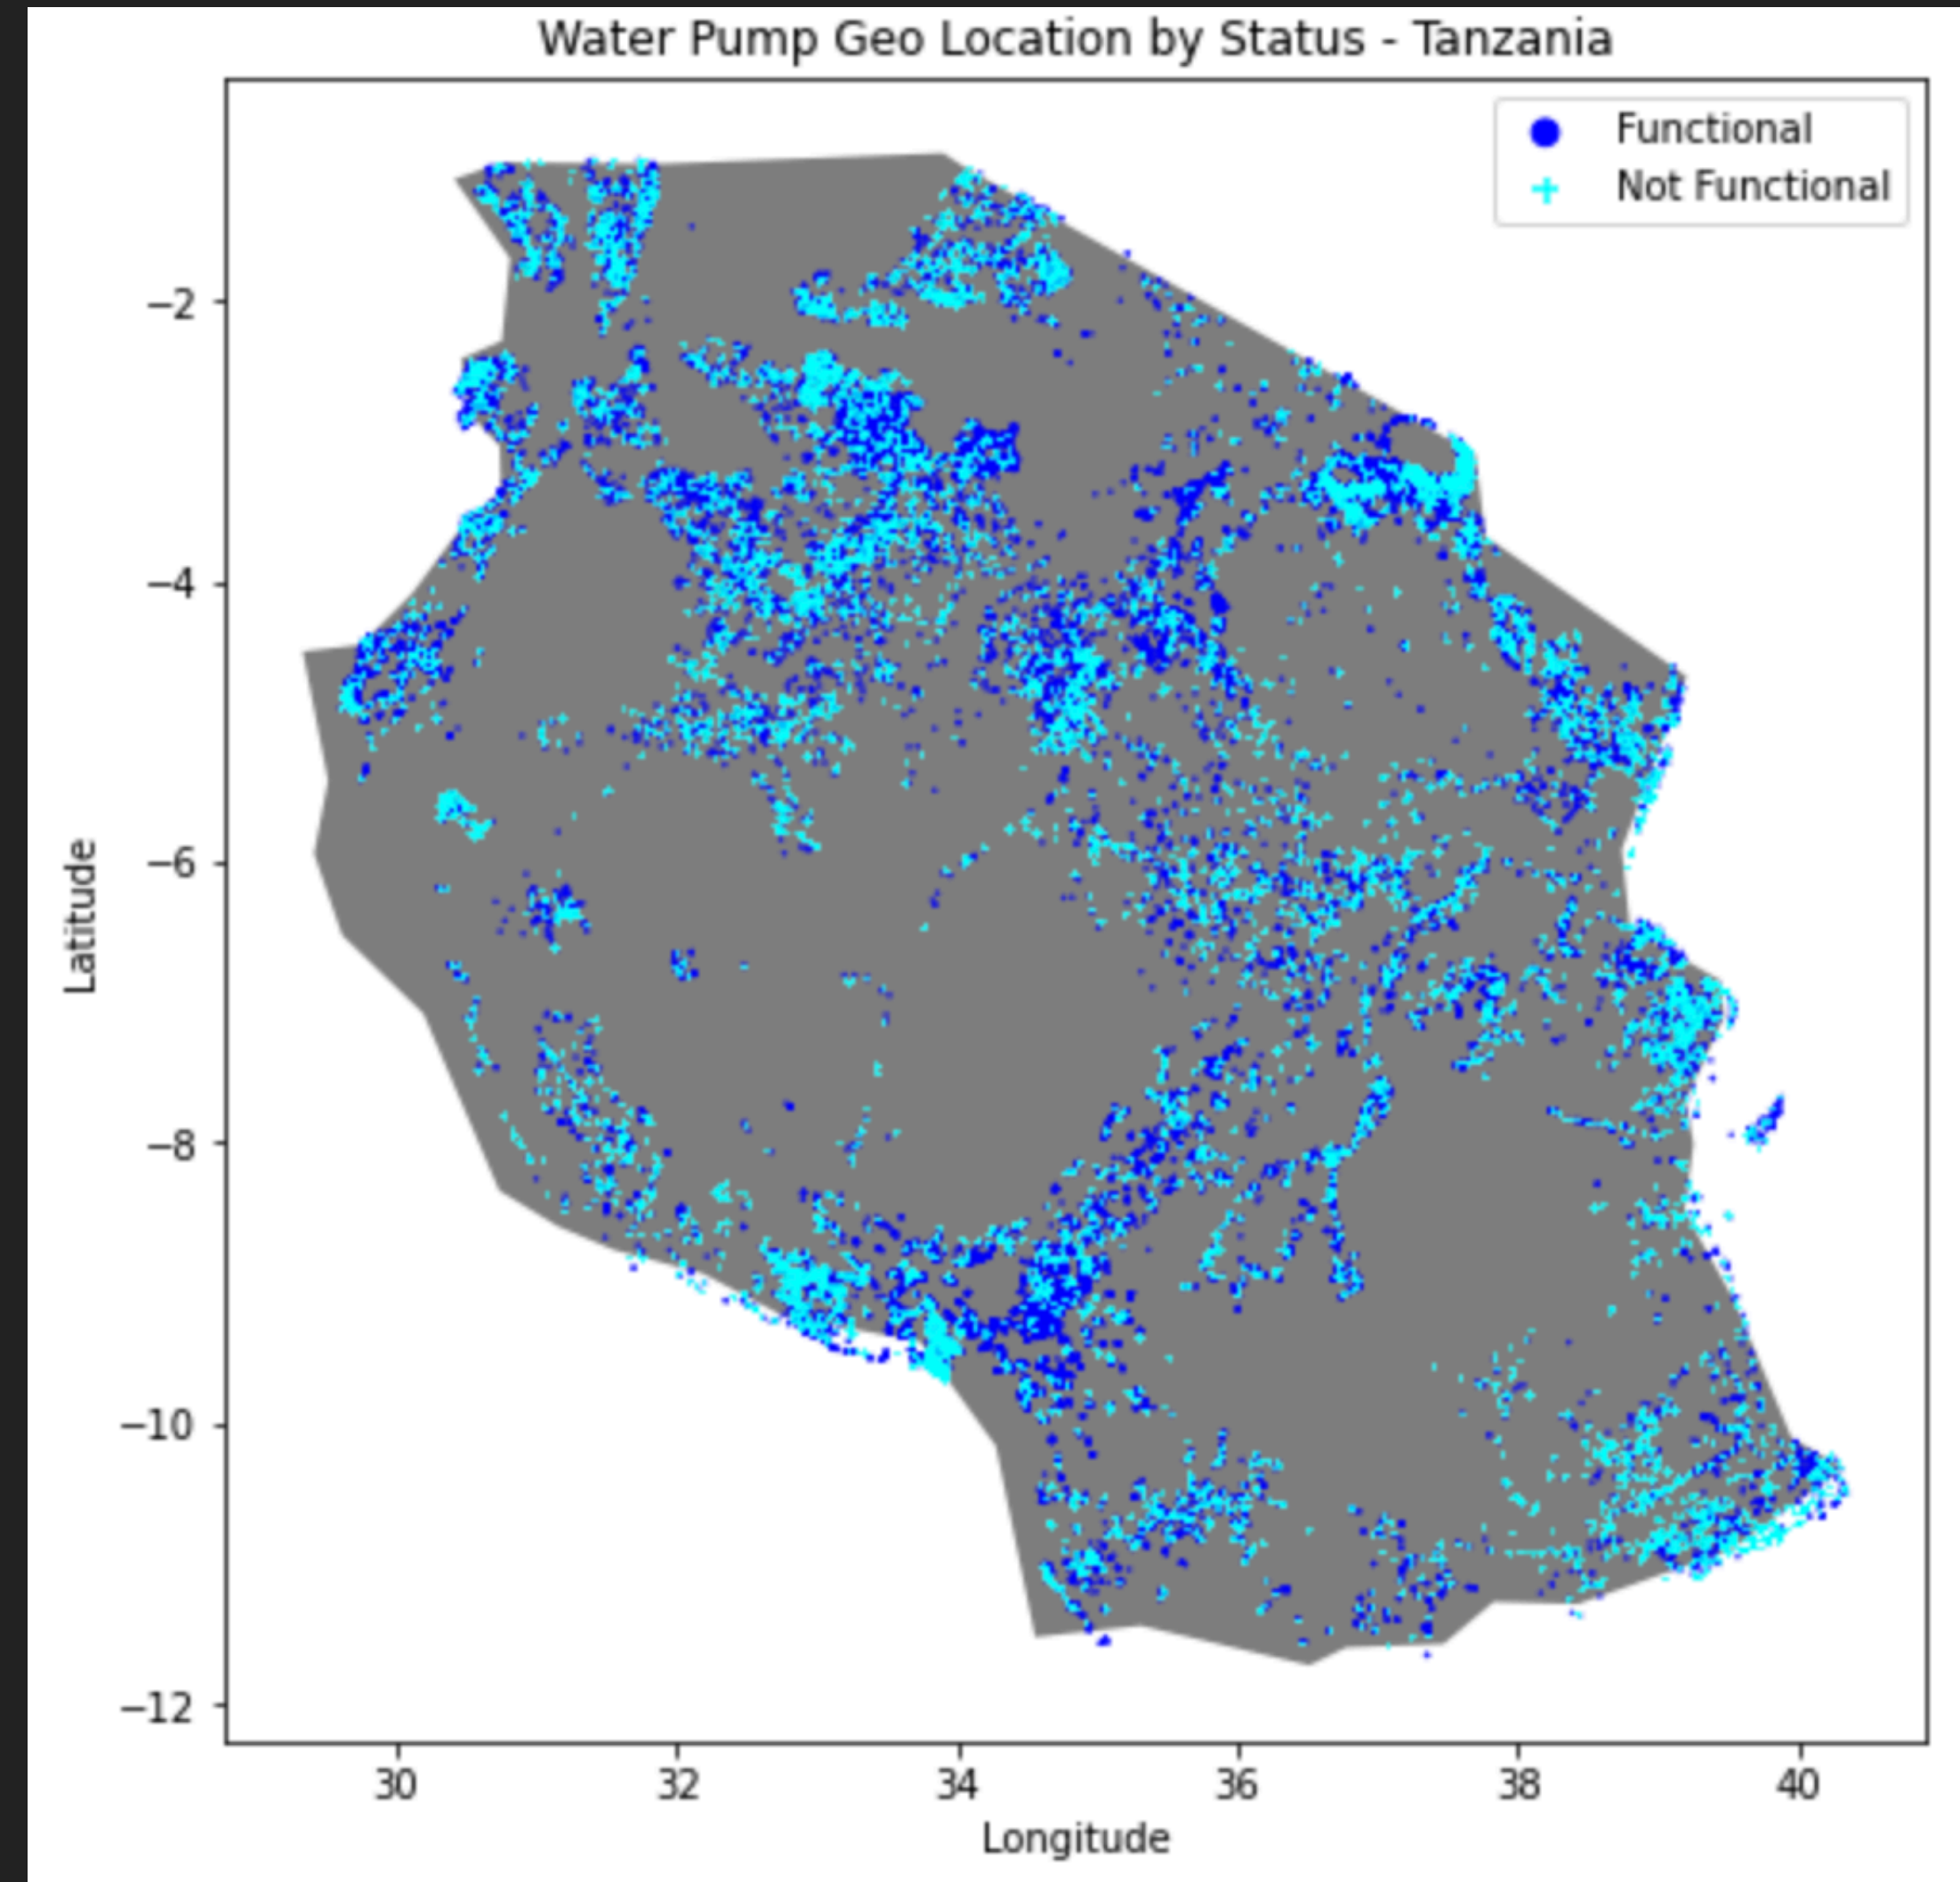 Water Pump Geo Location by Status - Tanzania
Functional
Not Functional
−2
−4
−6
−8
−10
−12
Latitude
30 32 34 36 38 40
Longitude